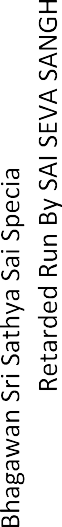 Bhagawan Sri Sathya Sai Specia
Retarded Run By SAI SEVA SANGH